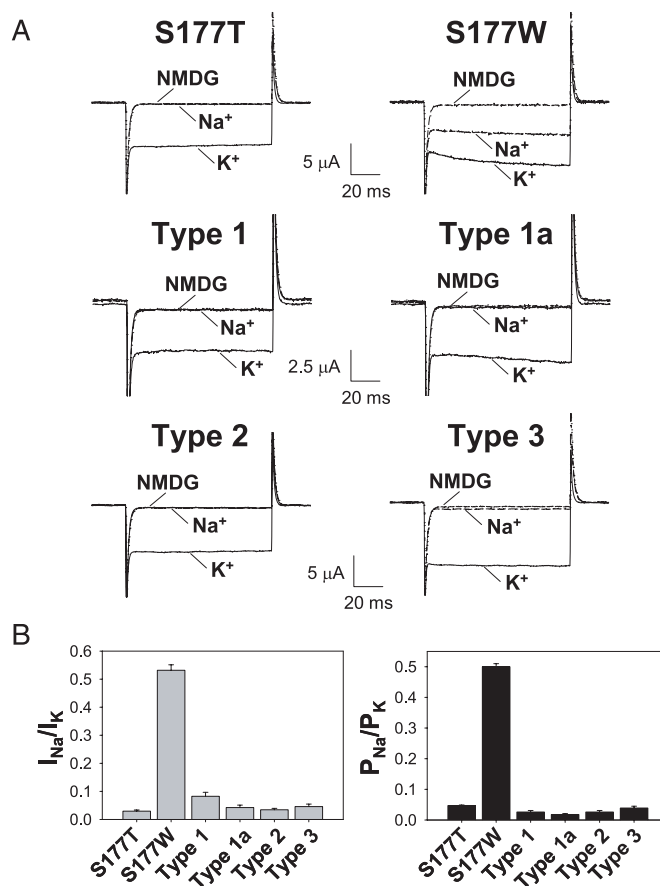 A
S177T
S177W
NMDG
Na+
K+
5 μA
20 ms
NMDG
Na+
K+
Type 1
Type 1a
NMDG
Na+
K+
2.5 μA
20 ms
NMDG
Na+
K+
Type 2
Type 3
NMDG
Na+
K+
5 μA
20 ms
NMDG
Na+
K+
B
INa/IK
0.6
0.5
0.4
0.3
0.2
0.1
0.0
S177T
S177W
Type 1
Type 1a
Type 2
Type 3
PNa/PK
0.5
0.4
0.3
0.2
0.1
0.0
S177T
S177W
Type 1
Type 1a
Type 2
Type 3